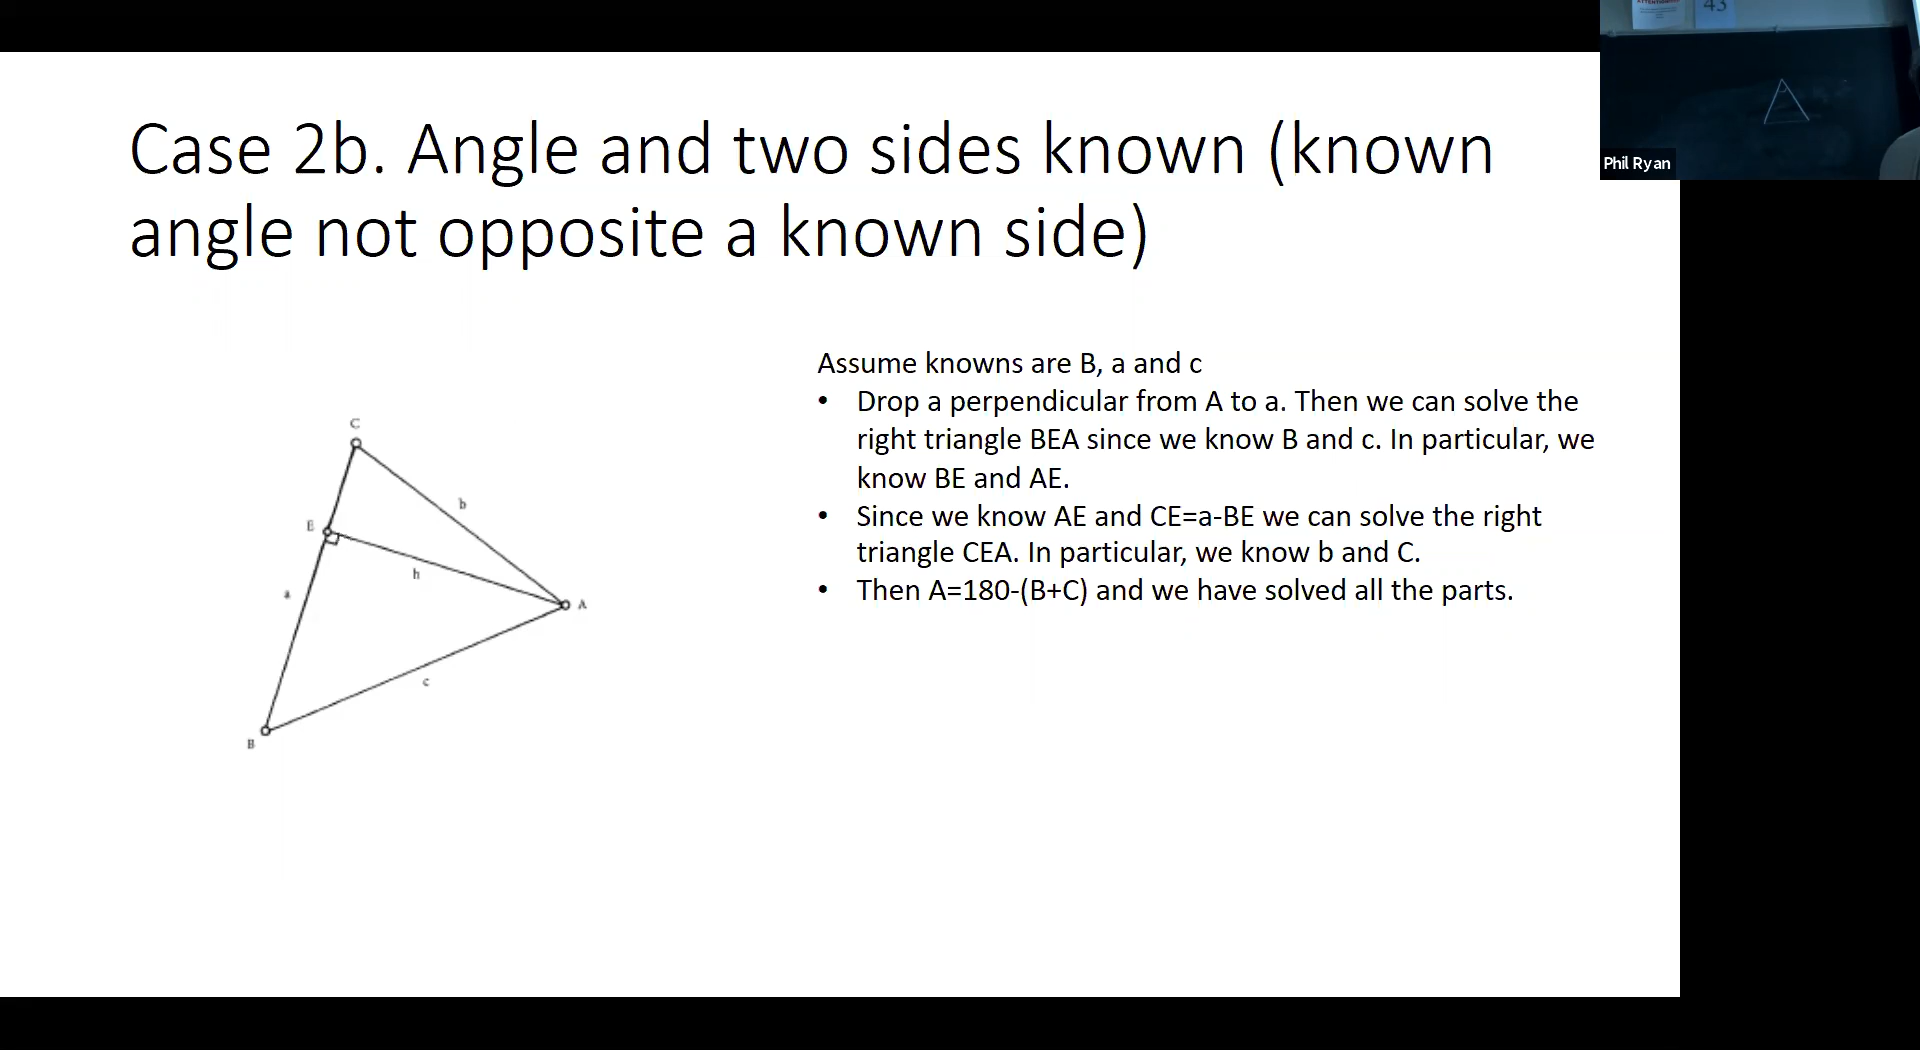 ATTENTION
43
Phil Ryan
Case 2b. Angle and two sides known (known
angle not opposite a known side)
Assume knowns are B, a and c
• Drop a perpendicular from A to a. Then we can solve the
right triangle BEA since we know B and c. In particular, we
know BE and AE.
• Since we know AE and CE=a-BE we can solve the right
triangle CEA. In particular, we know b and C.
• Then A=180-(B+C) and we have solved all the parts.
C
b
E
h
a
A
c
B